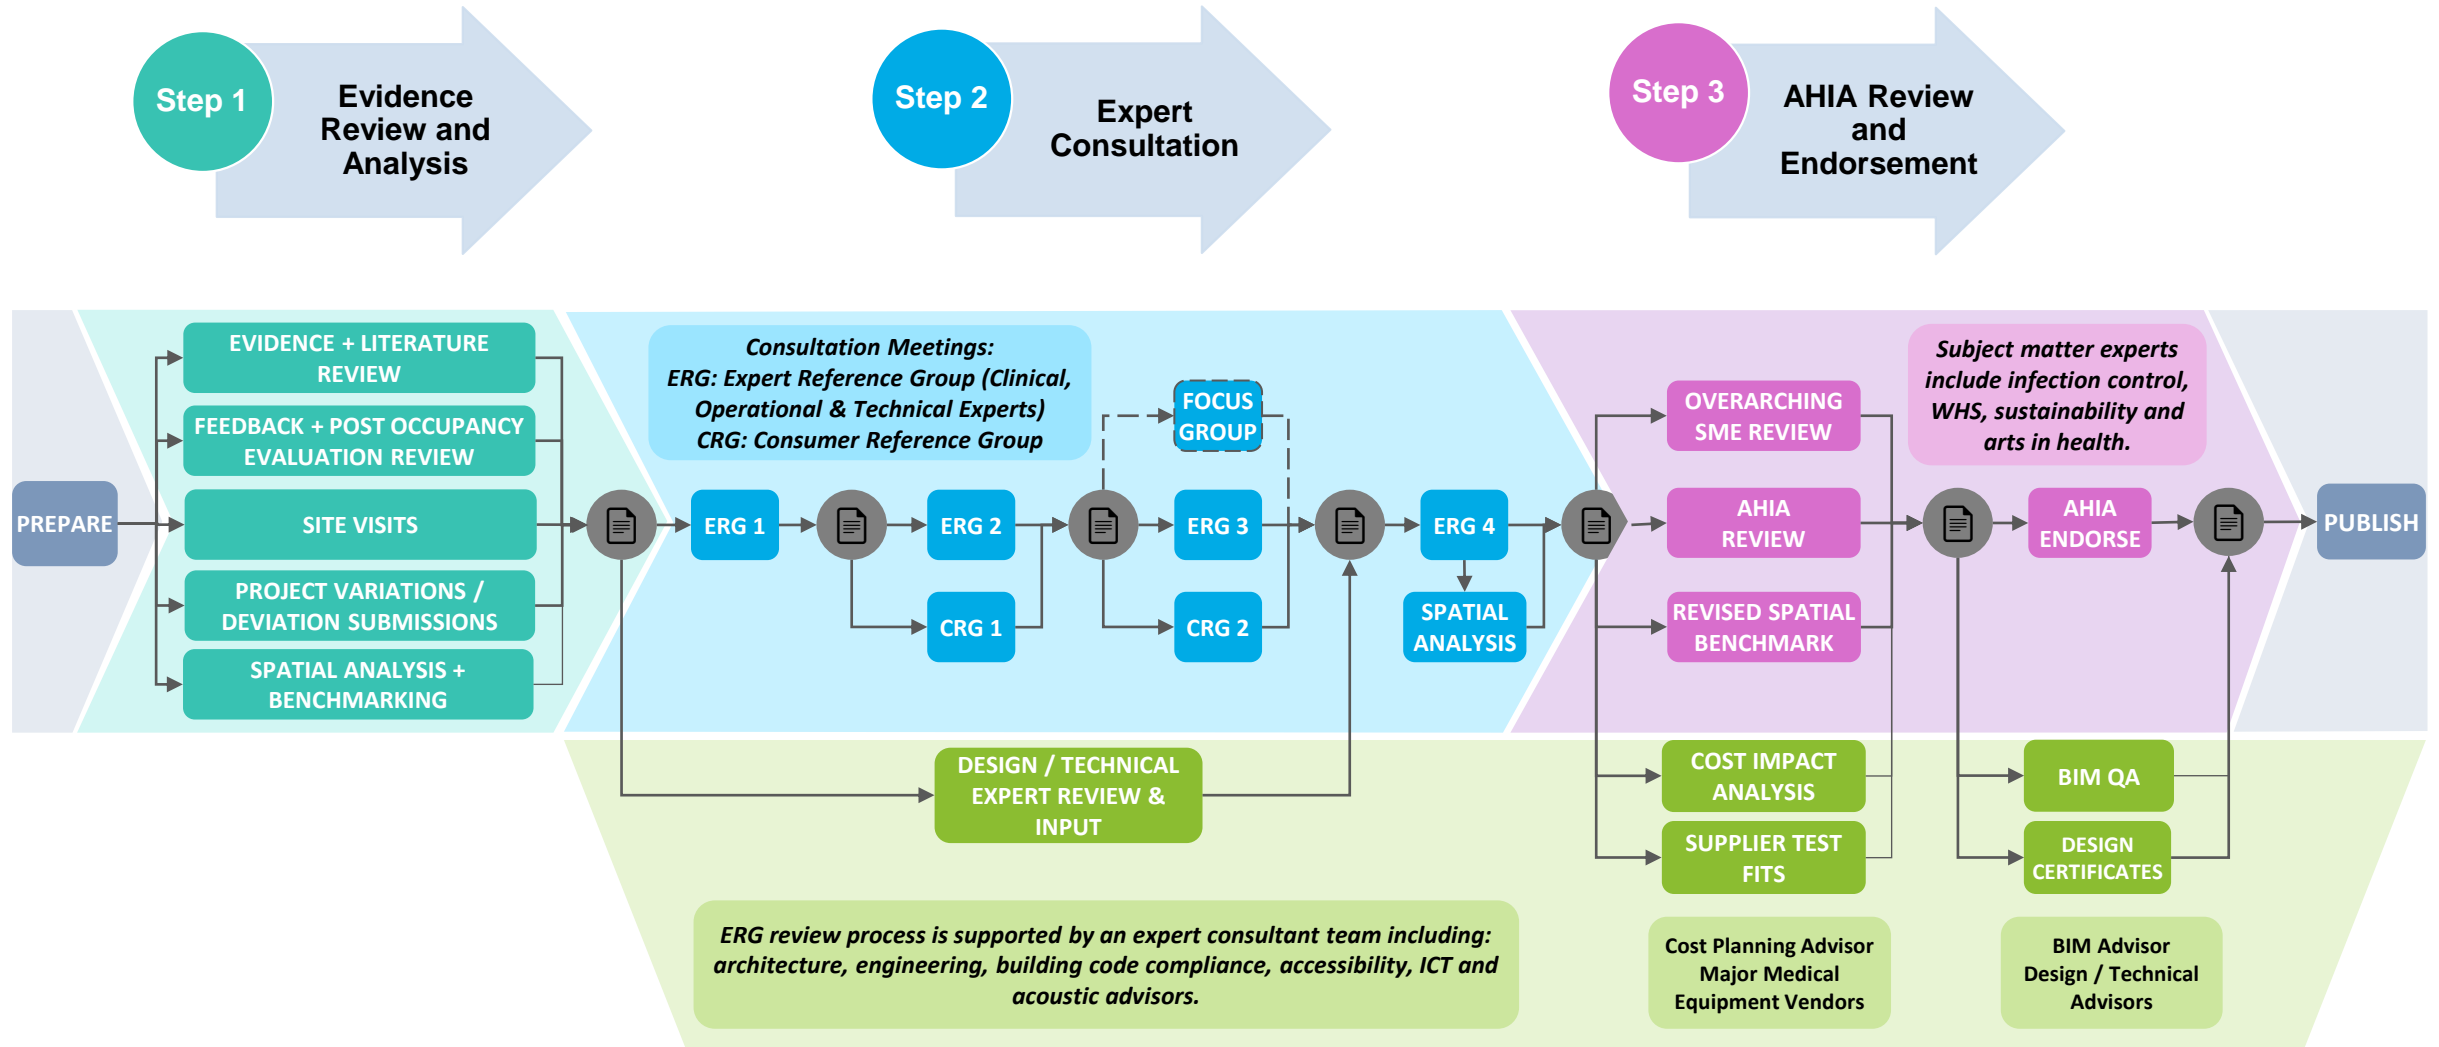 Step 1
Evidence
Review and
Analysis
Step 2
Expert
Consultation
Step 3
AHIA Review
and
Endorsement
PREPARE
EVIDENCE + LITERATURE
REVIEW
FEEDBACK + POST OCCUPANCY
EVALUATION REVIEW
SITE VISITS
PROJECT VARIATIONS /
DEVIATION SUBMISSIONS
SPATIAL ANALYSIS +
BENCHMARKING
Consultation Meetings:
ERG: Expert Reference Group (Clinical,
Operational & Technical Experts)
CRG: Consumer Reference Group
ERG 1
ERG 2
CRG 1
FOCUS
GROUP
ERG 3
CRG 2
ERG 4
SPATIAL
ANALYSIS
OVERARCHING
SME REVIEW
AHIA
REVIEW
REVISED SPATIAL
BENCHMARK
Subject matter experts
include infection control,
WHS, sustainability and
arts in health.
AHIA
ENDORSE
PUBLISH
DESIGN / TECHNICAL
EXPERT REVIEW &
INPUT
COST IMPACT
ANALYSIS
SUPPLIER TEST
FITS
BIM QA
DESIGN
CERTIFICATES
ERG review process is supported by an expert consultant team including:
architecture, engineering, building code compliance, accessibility, ICT and
acoustic advisors.
Cost Planning Advisor
Major Medical
Equipment Vendors
BIM Advisor
Design / Technical
Advisors